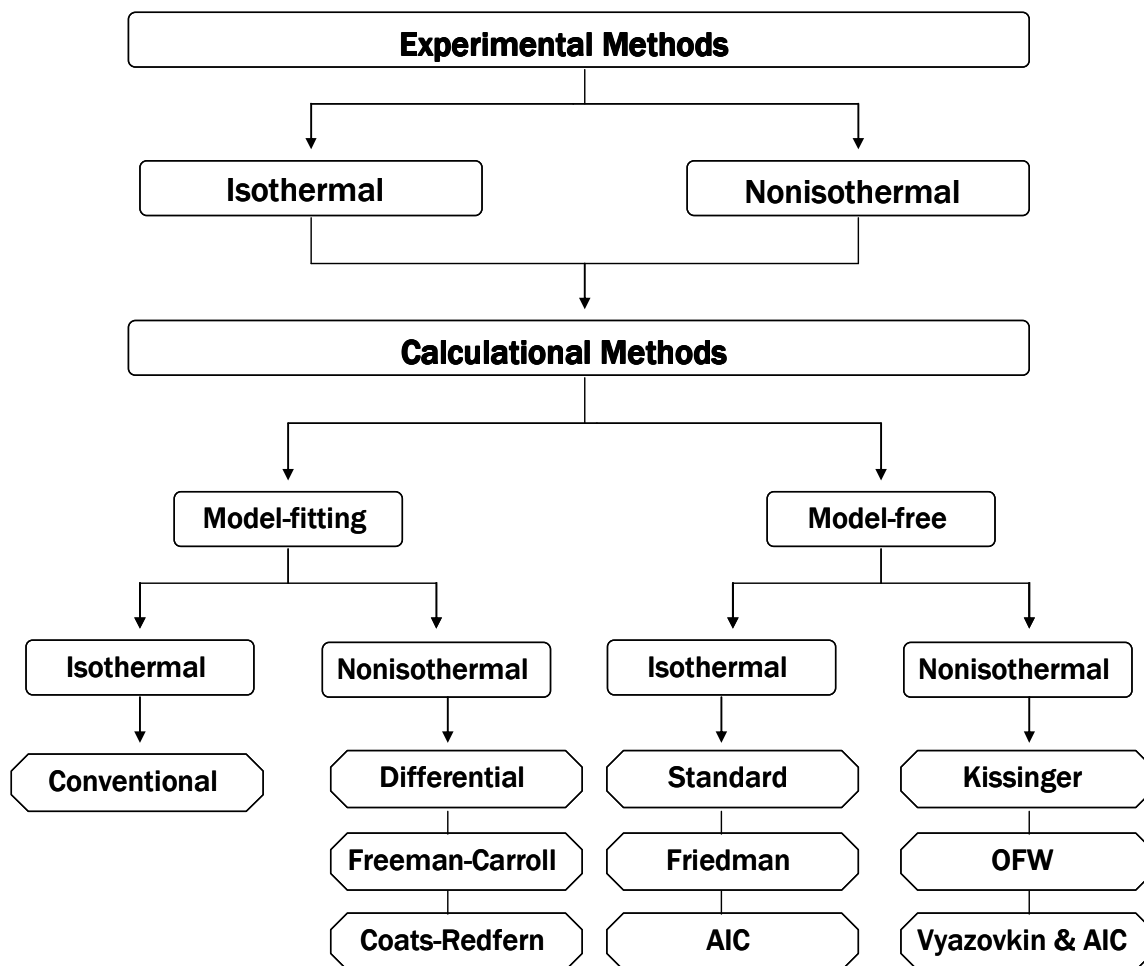 Experimental Methods
Isothermal
Nonisothermal
Calculational Methods
Model-fitting
Model-free
Isothermal
Nonisothermal
Isothermal
Nonisothermal
Conventional
Differential
Standard
Kissinger
Freeman-Carroll
Friedman
OFW
Coats-Redfern
AIC
Vyazovkin & AIC